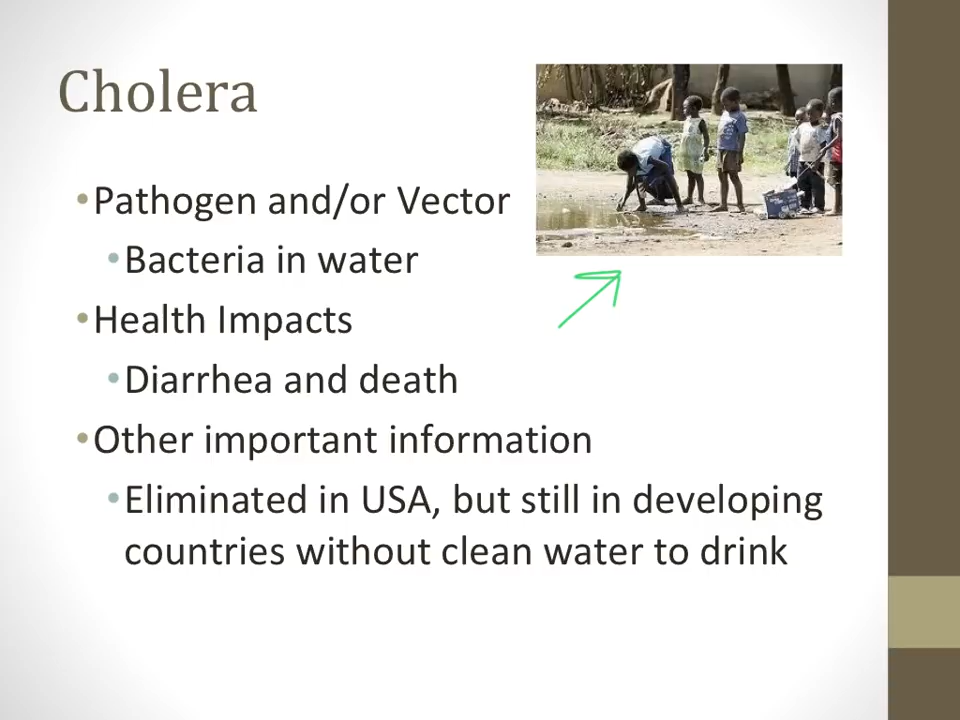 Cholera
•Pathogen and/or Vector
•Bacteria in water
•Health Impacts
•Diarrhea and death
•Other important information
•Eliminated in USA, but still in developing
countries without clean water to drink